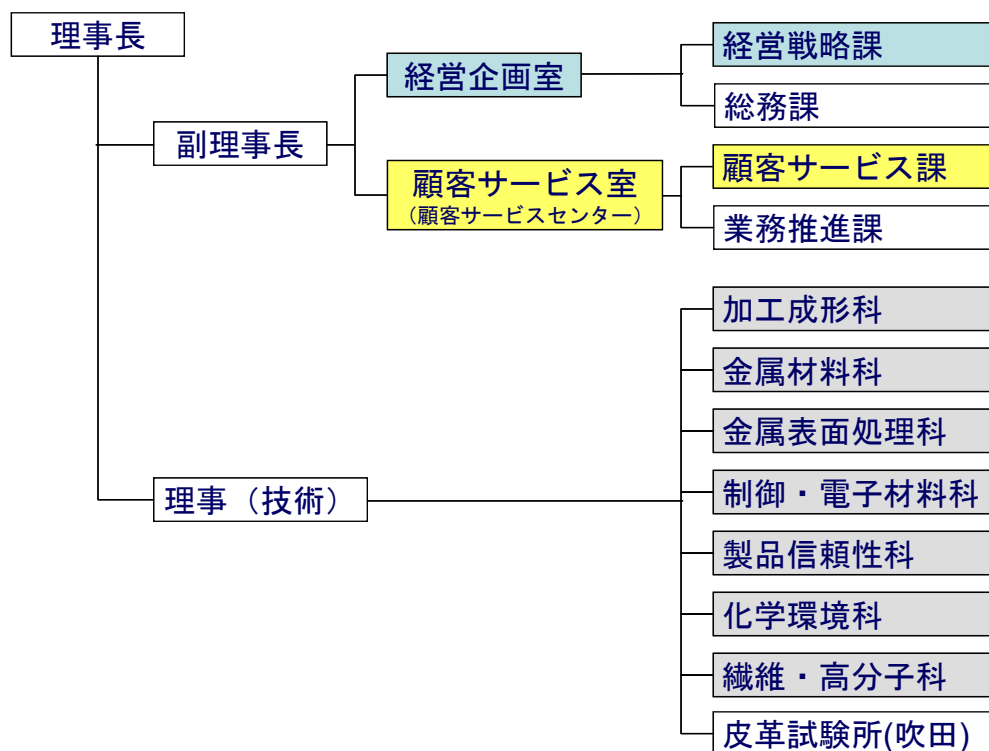 理事長
副理事長
経営企画室
経営戦略課
総務課
顧客サービス室
(顧客サービスセンター)
顧客サービス課
業務推進課
理事（技術）
加工成形科
金属材料科
金属表面処理科
制御・電子材料科
製品信頼性科
化学環境科
繊維・高分子科
皮革試験所(吹田)